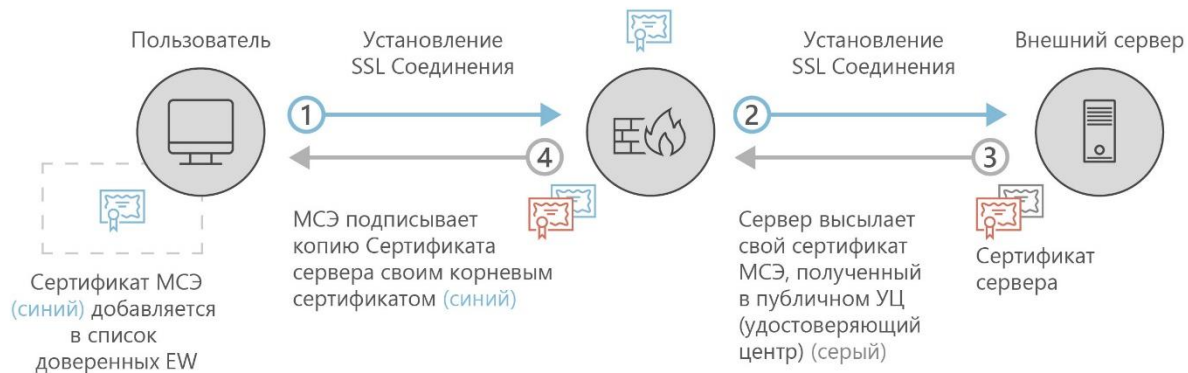 Пользователь
Установление
SSL Соединения
Установление
SSL Соединения
Внешний сервер
1
2
4
3
МСЭ подписывает
копию Сертификата
сервера своим корневым
сертификатом (синий)
Сервер высылает
свой сертификат
МСЭ, полученный
в публичном УЦ
(удостоверяющий
центр) (серый)
Сертификат
сервера
Сертификат МСЭ
(синий) добавляется
в список
доверенных EW